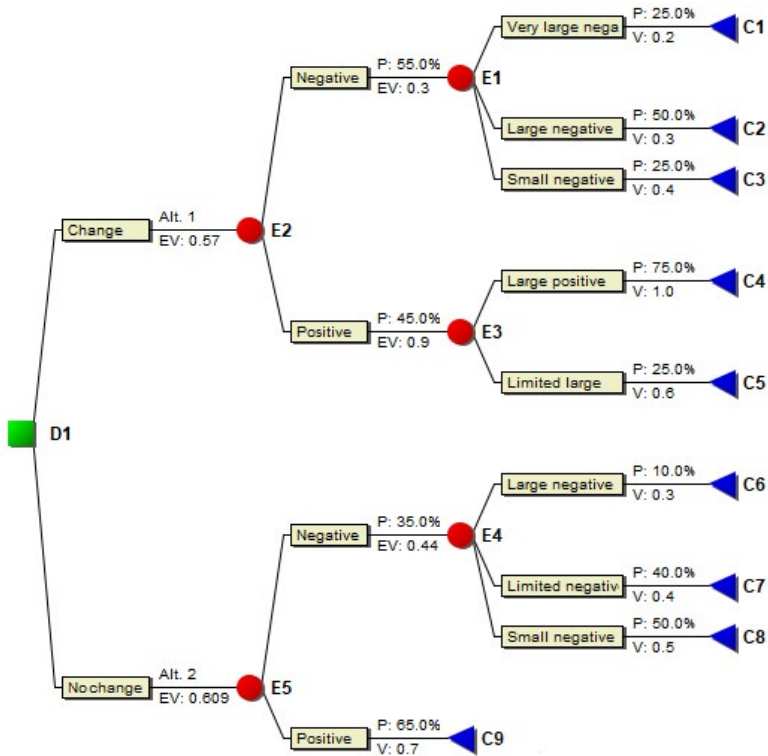 P: 25.0%
Very large nega
V: 0.2
C1
P: 55.0%
Negative
EV: 0.3
E1
P: 50.0%
Large negative
V: 0.3
C2
P: 25.0%
Small negative
V: 0.4
C3
Alt. 1
Change
EV: 0.57
E2
P: 75.0%
Large positive
V: 1.0
C4
P: 45.0%
Positive
EV: 0.9
E3
P: 25.0%
Limited large
V: 0.6
C5
D1
P: 10.0%
Large negative
V: 0.3
C6
P: 35.0%
Negative
EV: 0.44
E4
P: 40.0%
Limited negativ
V: 0.4
C7
P: 50.0%
Small negative
V: 0.5
C8
Alt. 2
No change
EV: 0.609
E5
P: 65.0%
Positive
V: 0.7
C9